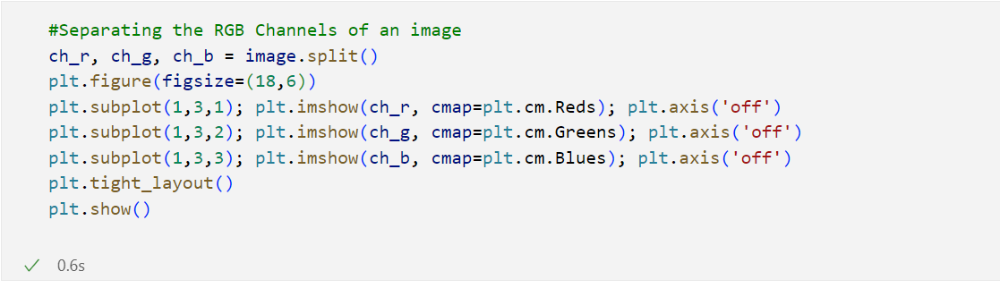 #Separating the RGB Channels of an image
ch_r, ch_g, ch_b = image.split()
plt.figure(figsize=(18,6))
plt.subplot(1,3,1); plt.imshow(ch_r, cmap=plt.cm.Reds); plt.axis('off')
plt.subplot(1,3,2); plt.imshow(ch_g, cmap=plt.cm.Greens); plt.axis('off')
plt.subplot(1,3,3); plt.imshow(ch_b, cmap=plt.cm.Blues); plt.axis('off')
plt.tight_layout()
plt.show()
0.6s